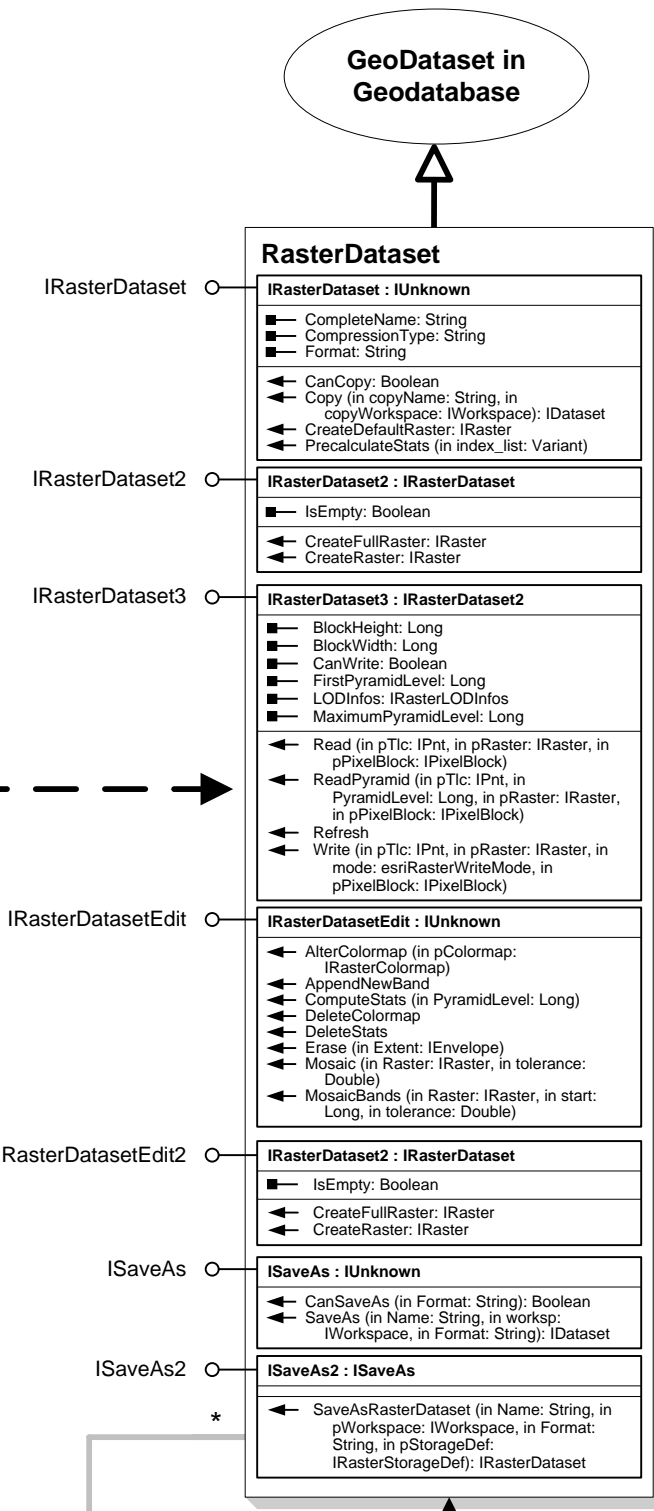 GeoDataset in
Geodatabase
RasterDataset
IRasterDataset
IRasterDataset : IUnknown
CompleteName: String
CompressionType: String
Format: String
CanCopy: Boolean
Copy (in copyName: String, in
copyWorkspace: IWorkspace): IDataset
CreateDefaultRaster: IRaster
PrecalculateStats (in index_list: Variant)
IRasterDataset2
IRasterDataset2 : IRasterDataset
IsEmpty: Boolean
CreateFullRaster: IRaster
CreateRaster: IRaster
IRasterDataset3
IRasterDataset3 : IRasterDataset2
BlockHeight: Long
BlockWidth: Long
CanWrite: Boolean
FirstPyramidLevel: Long
LODInfos: IRasterLODInfos
MaximumPyramidLevel: Long
Read (in pTlc: IPnt, in pRaster: IRaster, in
pPixelBlock: IPixelBlock)
ReadPyramid (in pTlc: IPnt, in
PyramidLevel: Long, in pRaster: IRaster,
in pPixelBlock: IPixelBlock)
Refresh
Write (in pTlc: IPnt, in pRaster: IRaster, in
mode: esriRasterWriteMode, in
pPixelBlock: IPixelBlock)
IRasterDatasetEdit
IRasterDatasetEdit : IUnknown
AlterColormap (in pColormap:
IRasterColormap)
AppendNewBand
ComputeStats (in PyramidLevel: Long)
DeleteColormap
DeleteStats
Erase (in Extent: IEnvelope)
Mosaic (in Raster: IRaster, in tolerance:
Double)
MosaicBands (in Raster: IRaster, in start:
Long, in tolerance: Double)
RasterDatasetEdit2
IRasterDataset2 : IRasterDataset
IsEmpty: Boolean
CreateFullRaster: IRaster
CreateRaster: IRaster
ISaveAs
ISaveAs : IUnknown
CanSaveAs (in Format: String): Boolean
SaveAs (in Name: String, in worksp:
IWorkspace, in Format: String): IDataset
ISaveAs2
ISaveAs2 : ISaveAs
SaveAsRasterDataset (in Name: String, in
pWorkspace: IWorkspace, in Format:
String, in pStorageDef:
IRasterStorageDef): IRasterDataset
*